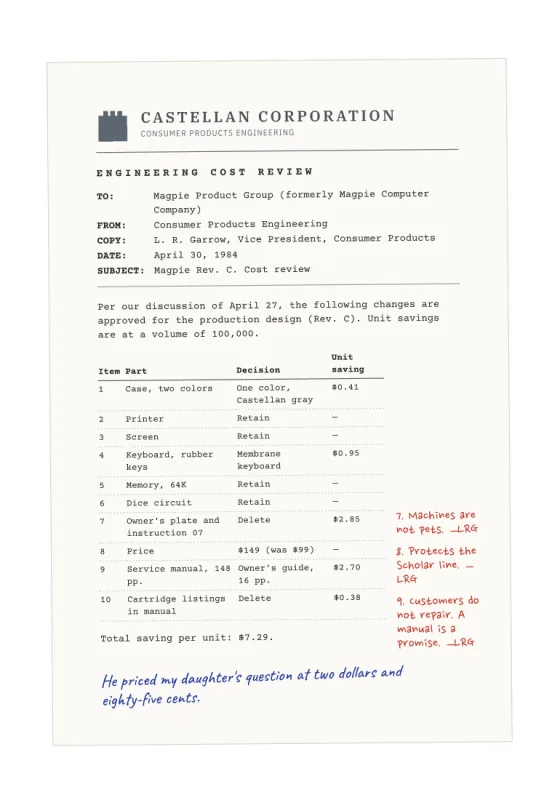 CASTELLAN CORPORATION
CONSUMER PRODUCTS ENGINEERING
ENGINEERING COST REVIEW
TO: Magpie Product Group (formerly Magpie Computer
Company)
FROM: Consumer Products Engineering
COPY: L. R. Garrow, Vice President, Consumer Products
DATE: April 30, 1984
SUBJECT: Magpie Rev. C. Cost review
Per our discussion of April 27, the following changes are
approved for the production design (Rev. C). Unit savings
are at a volume of 100,000.
Item Part Decision Unit
saving
1 Case, two colors One color, $0.41
Castellan gray
2 Printer Retain —
3 Screen Retain —
4 Keyboard, rubber Membrane $0.95
keys keyboard
5 Memory, 64K Retain —
6 Dice circuit Retain —
7 Owner's plate and Delete $2.85
instruction 07
8 Price $149 (was $99) —
9 Service manual, 148 Owner's guide, $2.70
pp. 16 pp.
10 Cartridge listings Delete $0.38
in manual
7. Machines are
not pets. —LRG
8. Protects the
Scholar line. —
LRG
9. Customers do
not repair. A
manual is a
promise. —LRG
Total saving per unit: $7.29.
He priced my daughter's question at two dollars and
eighty-five cents.